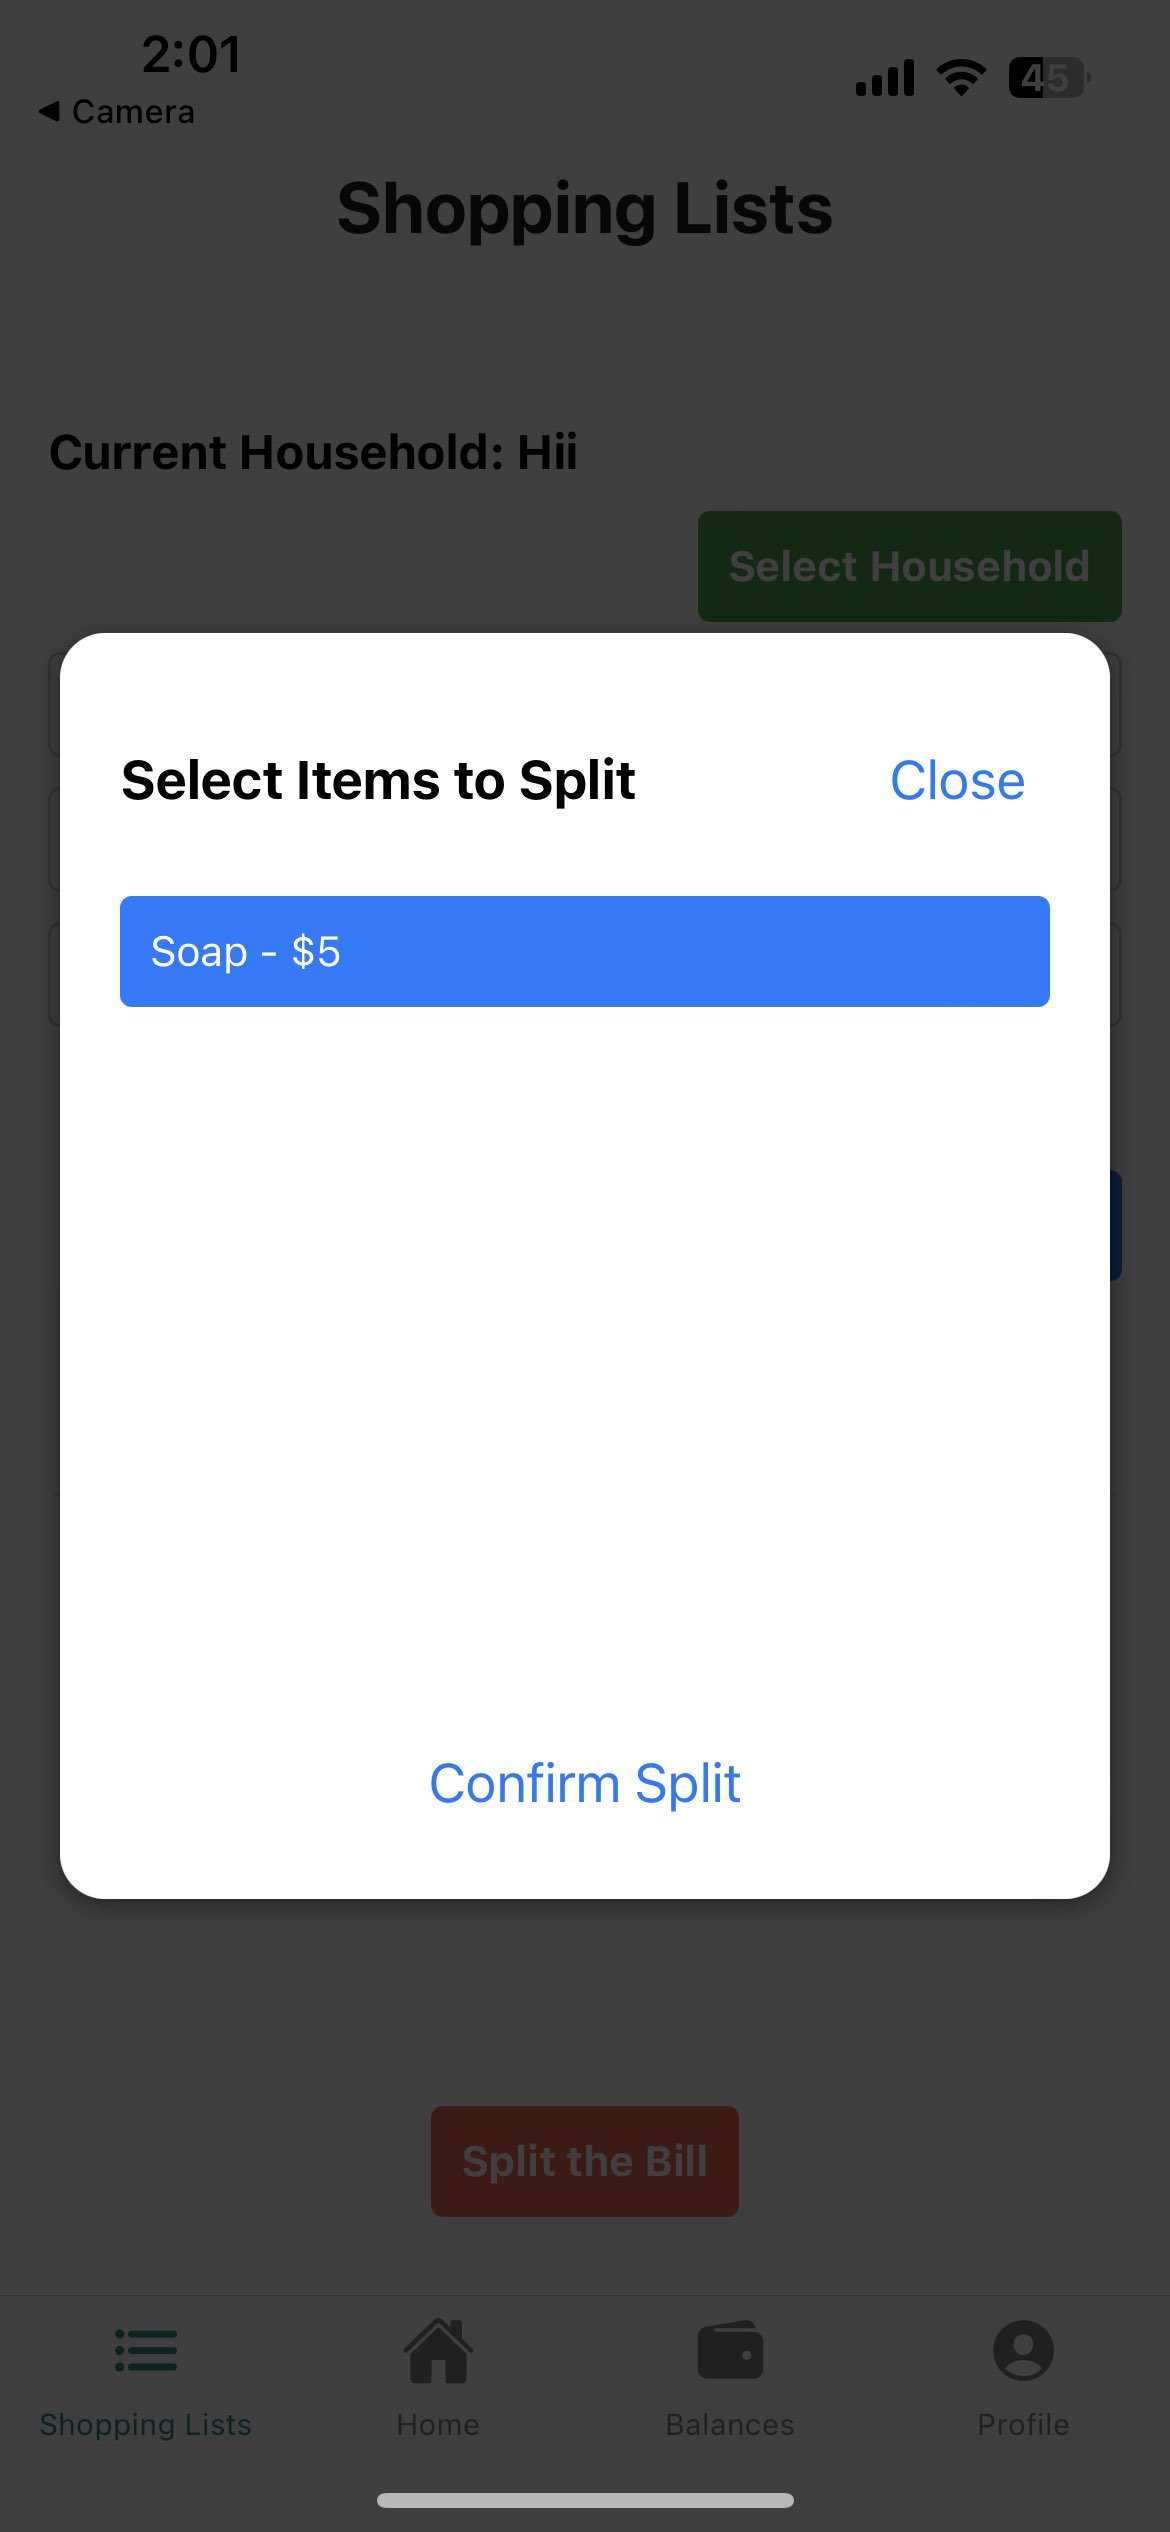 2:01
45
◀ Camera
Shopping Lists
Current Household: Hii
Select Household
Select Items to Split
Close
Soap - $5
Confirm Split
Split the Bill
Shopping Lists
Home
Balances
Profile